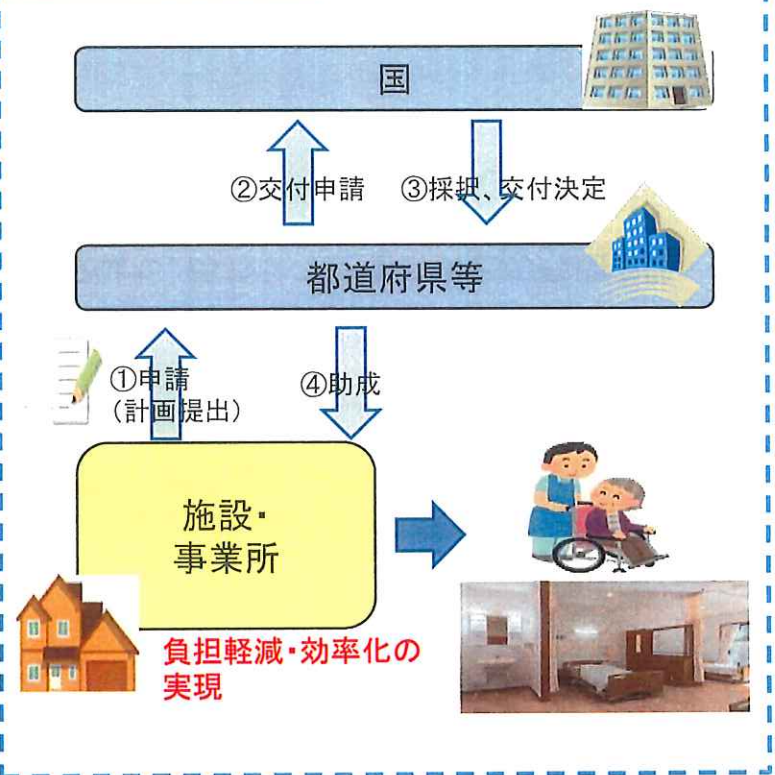 国
②交付申請
③採択、交付決定
都道府県等
①申請
（計画提出）
④助成
施設・
事業所
負担軽減・効率化の
実現